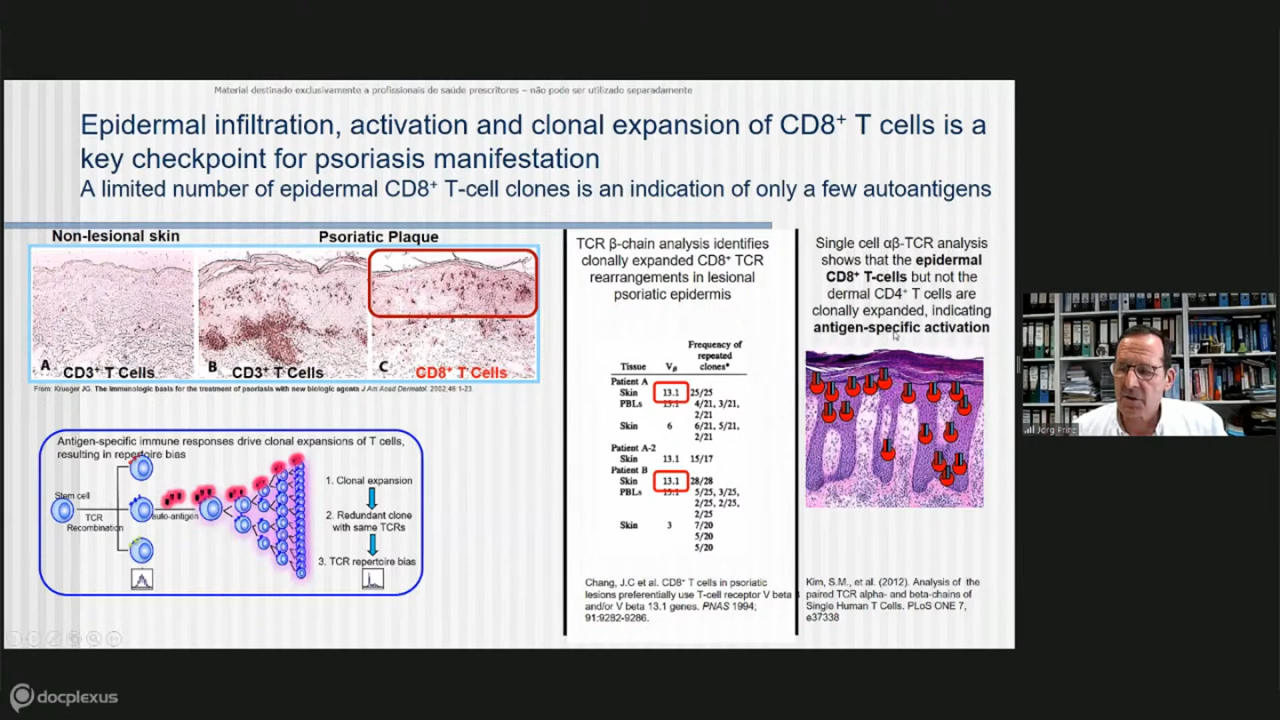 Material destinado exclusivamente a profissionais de saúde prescritores – não pode ser utilizado separadamente
Epidermal infiltration, activation and clonal expansion of CD8⁺ T cells is a
key checkpoint for psoriasis manifestation
A limited number of epidermal CD8⁺ T-cell clones is an indication of only a few autoantigens
Non-lesional skin
Psoriatic Plaque
A CD3⁺ T Cells
B CD3⁺ T Cells
C CD8⁺ T Cells
From: Krueger JG. The immunologic basis for the treatment of psoriasis with new biologic agents J Am Acad Dermatol. 2002;46:1-23.
Antigen-specific immune responses drive clonal expansions of T cells,
resulting in repertoire bias
Stem cell
TCR
Recombination
auto-antigen
1. Clonal expansion
2. Redundant clone
with same TCRs
3. TCR repertoire bias
TCR β-chain analysis identifies
clonally expanded CD8⁺ TCR
rearrangements in lesional
psoriatic epidermis
Frequency of
repeated
Tissue Vβ clones*
Patient A
Skin 13.1 25/25
PBLs 13.1 4/21, 3/21,
2/21
Skin 6 6/21, 5/21,
2/21
Patient A-2
Skin 13.1 15/17
Patient B
Skin 13.1 28/28
PBLs 13.1 5/25, 3/25,
2/25, 2/25,
2/25
Skin 3 7/20
5/20
5/20
Chang, J.C et al. CD8⁺ T cells in psoriatic
lesions preferentially use T-cell receptor V beta
and/or V beta 13.1 genes. PNAS 1994;
91:9282-9286.
Single cell αβ-TCR analysis
shows that the epidermal
CD8⁺ T-cells but not the
dermal CD4⁺ T cells are
clonally expanded, indicating
antigen-specific activation
Kim, S.M., et al. (2012). Analysis of the
paired TCR alpha- and beta-chains of
Single Human T Cells. PLoS ONE 7,
e37338
Jörg Prinz
docplexus